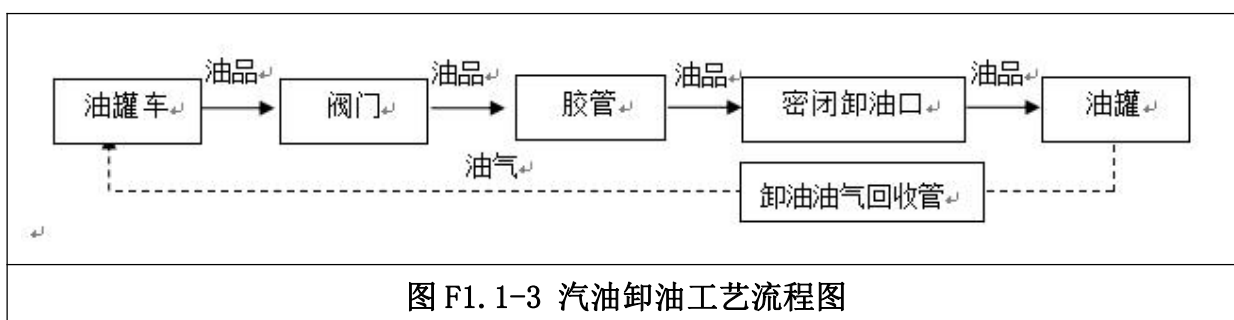 油品 油品 油品 油品
油罐车 阀门 胶管 密闭卸油口 油罐
油气
卸油油气回收管
图 F1.1-3 汽油卸油工艺流程图